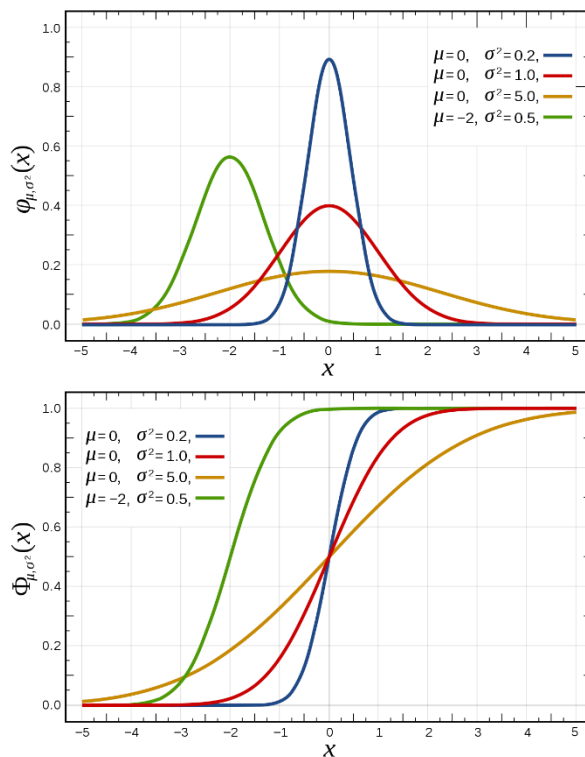 1.0
0.8
0.6
0.4
0.2
0.0
φμ,σ²(x)
μ=0, σ²=0.2,
μ=0, σ²=1.0,
μ=0, σ²=5.0,
μ=−2, σ²=0.5,
−5 −4 −3 −2 −1 0 1 2 3 4 5
x
1.0
0.8
0.6
0.4
0.2
0.0
Φμ,σ²(x)
μ=0, σ²=0.2,
μ=0, σ²=1.0,
μ=0, σ²=5.0,
μ=−2, σ²=0.5,
−5 −4 −3 −2 −1 0 1 2 3 4 5
x